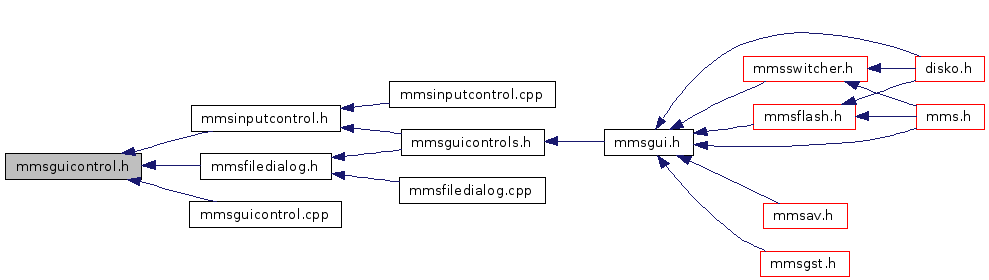 mmsswitcher.h
disko.h
mmsinputcontrol.cpp
mmsinputcontrol.h
mmsflash.h
mms.h
mmsguicontrols.h
mmsgui.h
mmsguicontrol.h
mmsfiledialog.h
mmsfiledialog.cpp
mmsguicontrol.cpp
mmsav.h
mmsgst.h